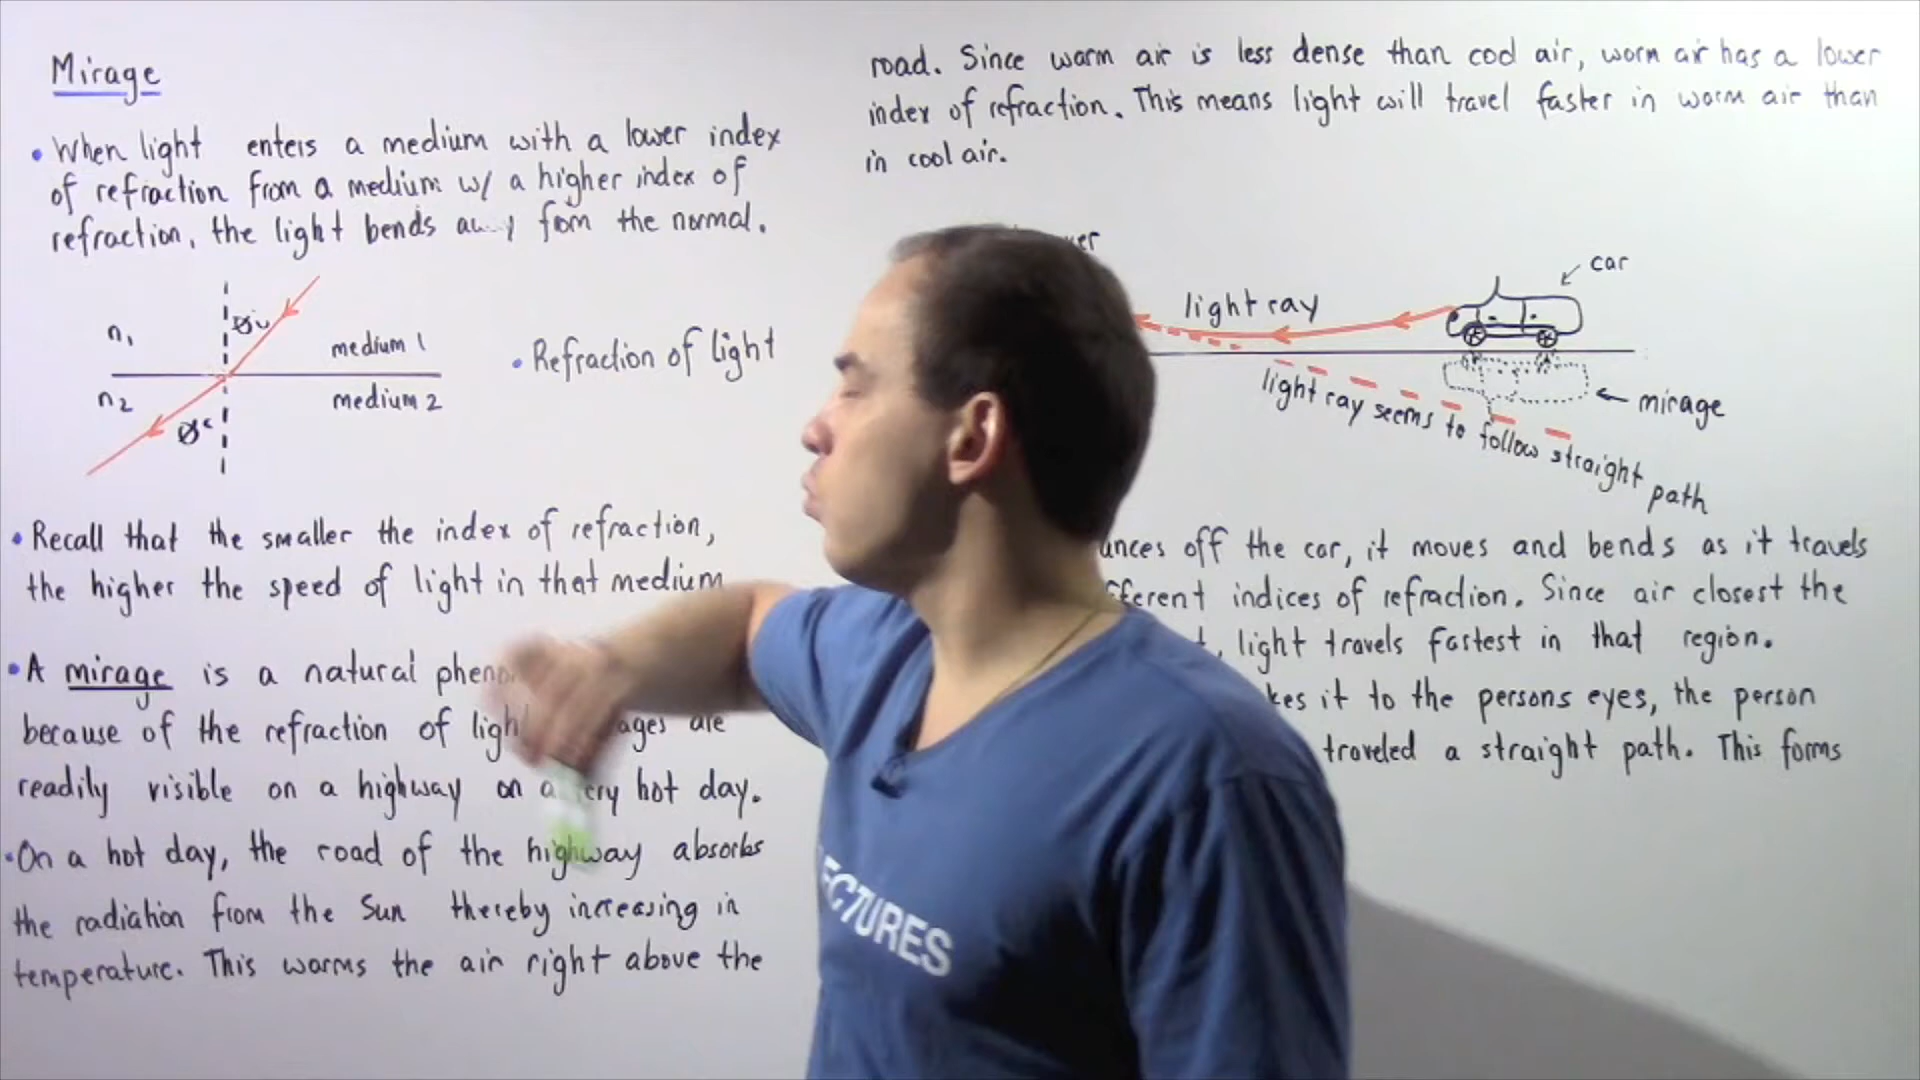 Mirage
• When light enters a medium with a lower index
of refraction from a medium w/ a higher index of
refraction, the light bends from the normal.
n1
medium 1
n2
medium 2
• Refraction of light
• Recall that the smaller the index of refraction,
the higher the speed of light in that medium
• A mirage is a natural
because of the refraction of are
readily visible on a highway on a hot day.
• On a hot day, the road of the highway absorbs
the radiation from the Sun thereby increasing in
temperature. This warms the air right above the
road. Since warm air is less dense than cool air, warm air has a lower
index of refraction. This means light will travel faster in warm air than
in cool air.
light ray
car
mirage
light ray seems to follow straight path
off the car, it moves and bends as it travels
indices of refraction. Since air closest the
, light travels fastest in that region.
it to the persons eyes, the person
traveled a straight path. This forms
ECTURES